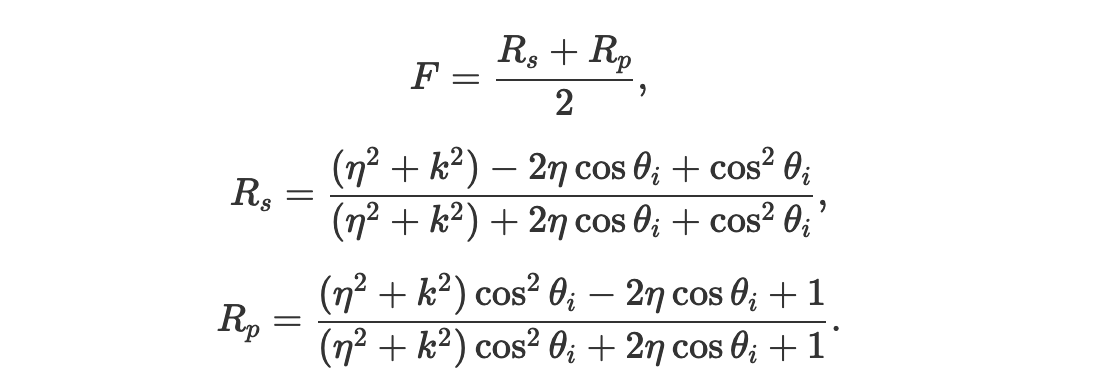 F = \frac{R_s + R_p}{2},
R_s = \frac{(\eta^2 + k^2) - 2\eta \cos \theta_i + \cos^2 \theta_i}{(\eta^2 + k^2) + 2\eta \cos \theta_i + \cos^2 \theta_i},
R_p = \frac{(\eta^2 + k^2) \cos^2 \theta_i - 2\eta \cos \theta_i + 1}{(\eta^2 + k^2) \cos^2 \theta_i + 2\eta \cos \theta_i + 1}.